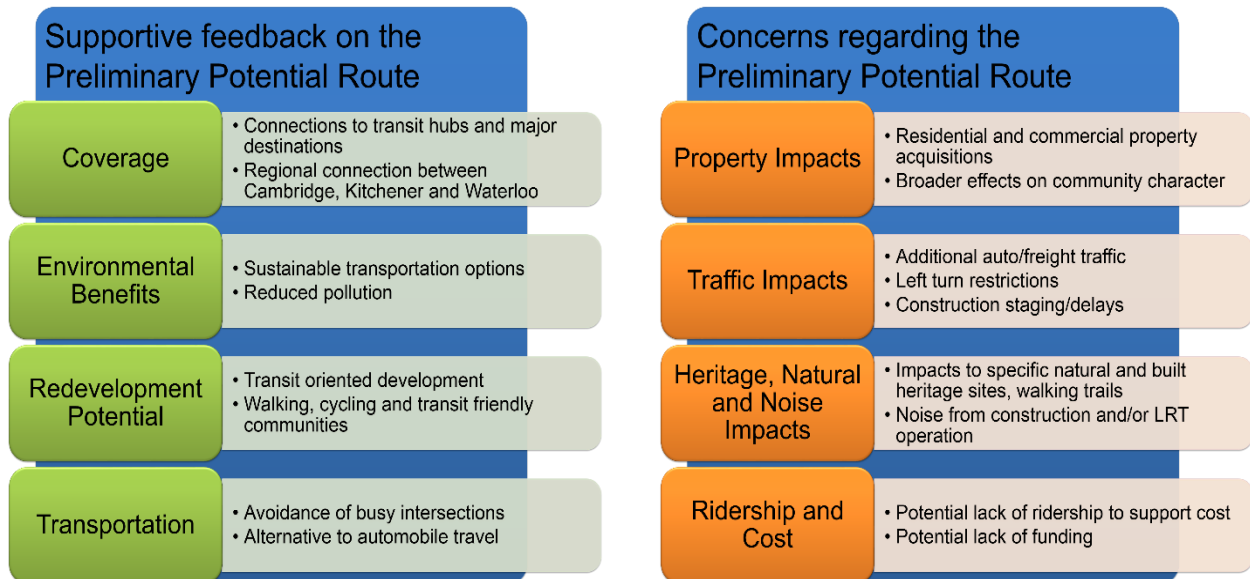 Supportive feedback on the
Preliminary Potential Route
Coverage
• Connections to transit hubs and major
destinations
• Regional connection between
Cambridge, Kitchener and Waterloo
Environmental
Benefits
• Sustainable transportation options
• Reduced pollution
Redevelopment
Potential
• Transit oriented development
• Walking, cycling and transit friendly
communities
Transportation
• Avoidance of busy intersections
• Alternative to automobile travel
Concerns regarding the
Preliminary Potential Route
Property Impacts
• Residential and commercial property
acquisitions
• Broader effects on community character
Traffic Impacts
• Additional auto/freight traffic
• Left turn restrictions
• Construction staging/delays
Heritage, Natural
and Noise
Impacts
• Impacts to specific natural and built
heritage sites, walking trails
• Noise from construction and/or LRT
operation
Ridership and
Cost
• Potential lack of ridership to support cost
• Potential lack of funding